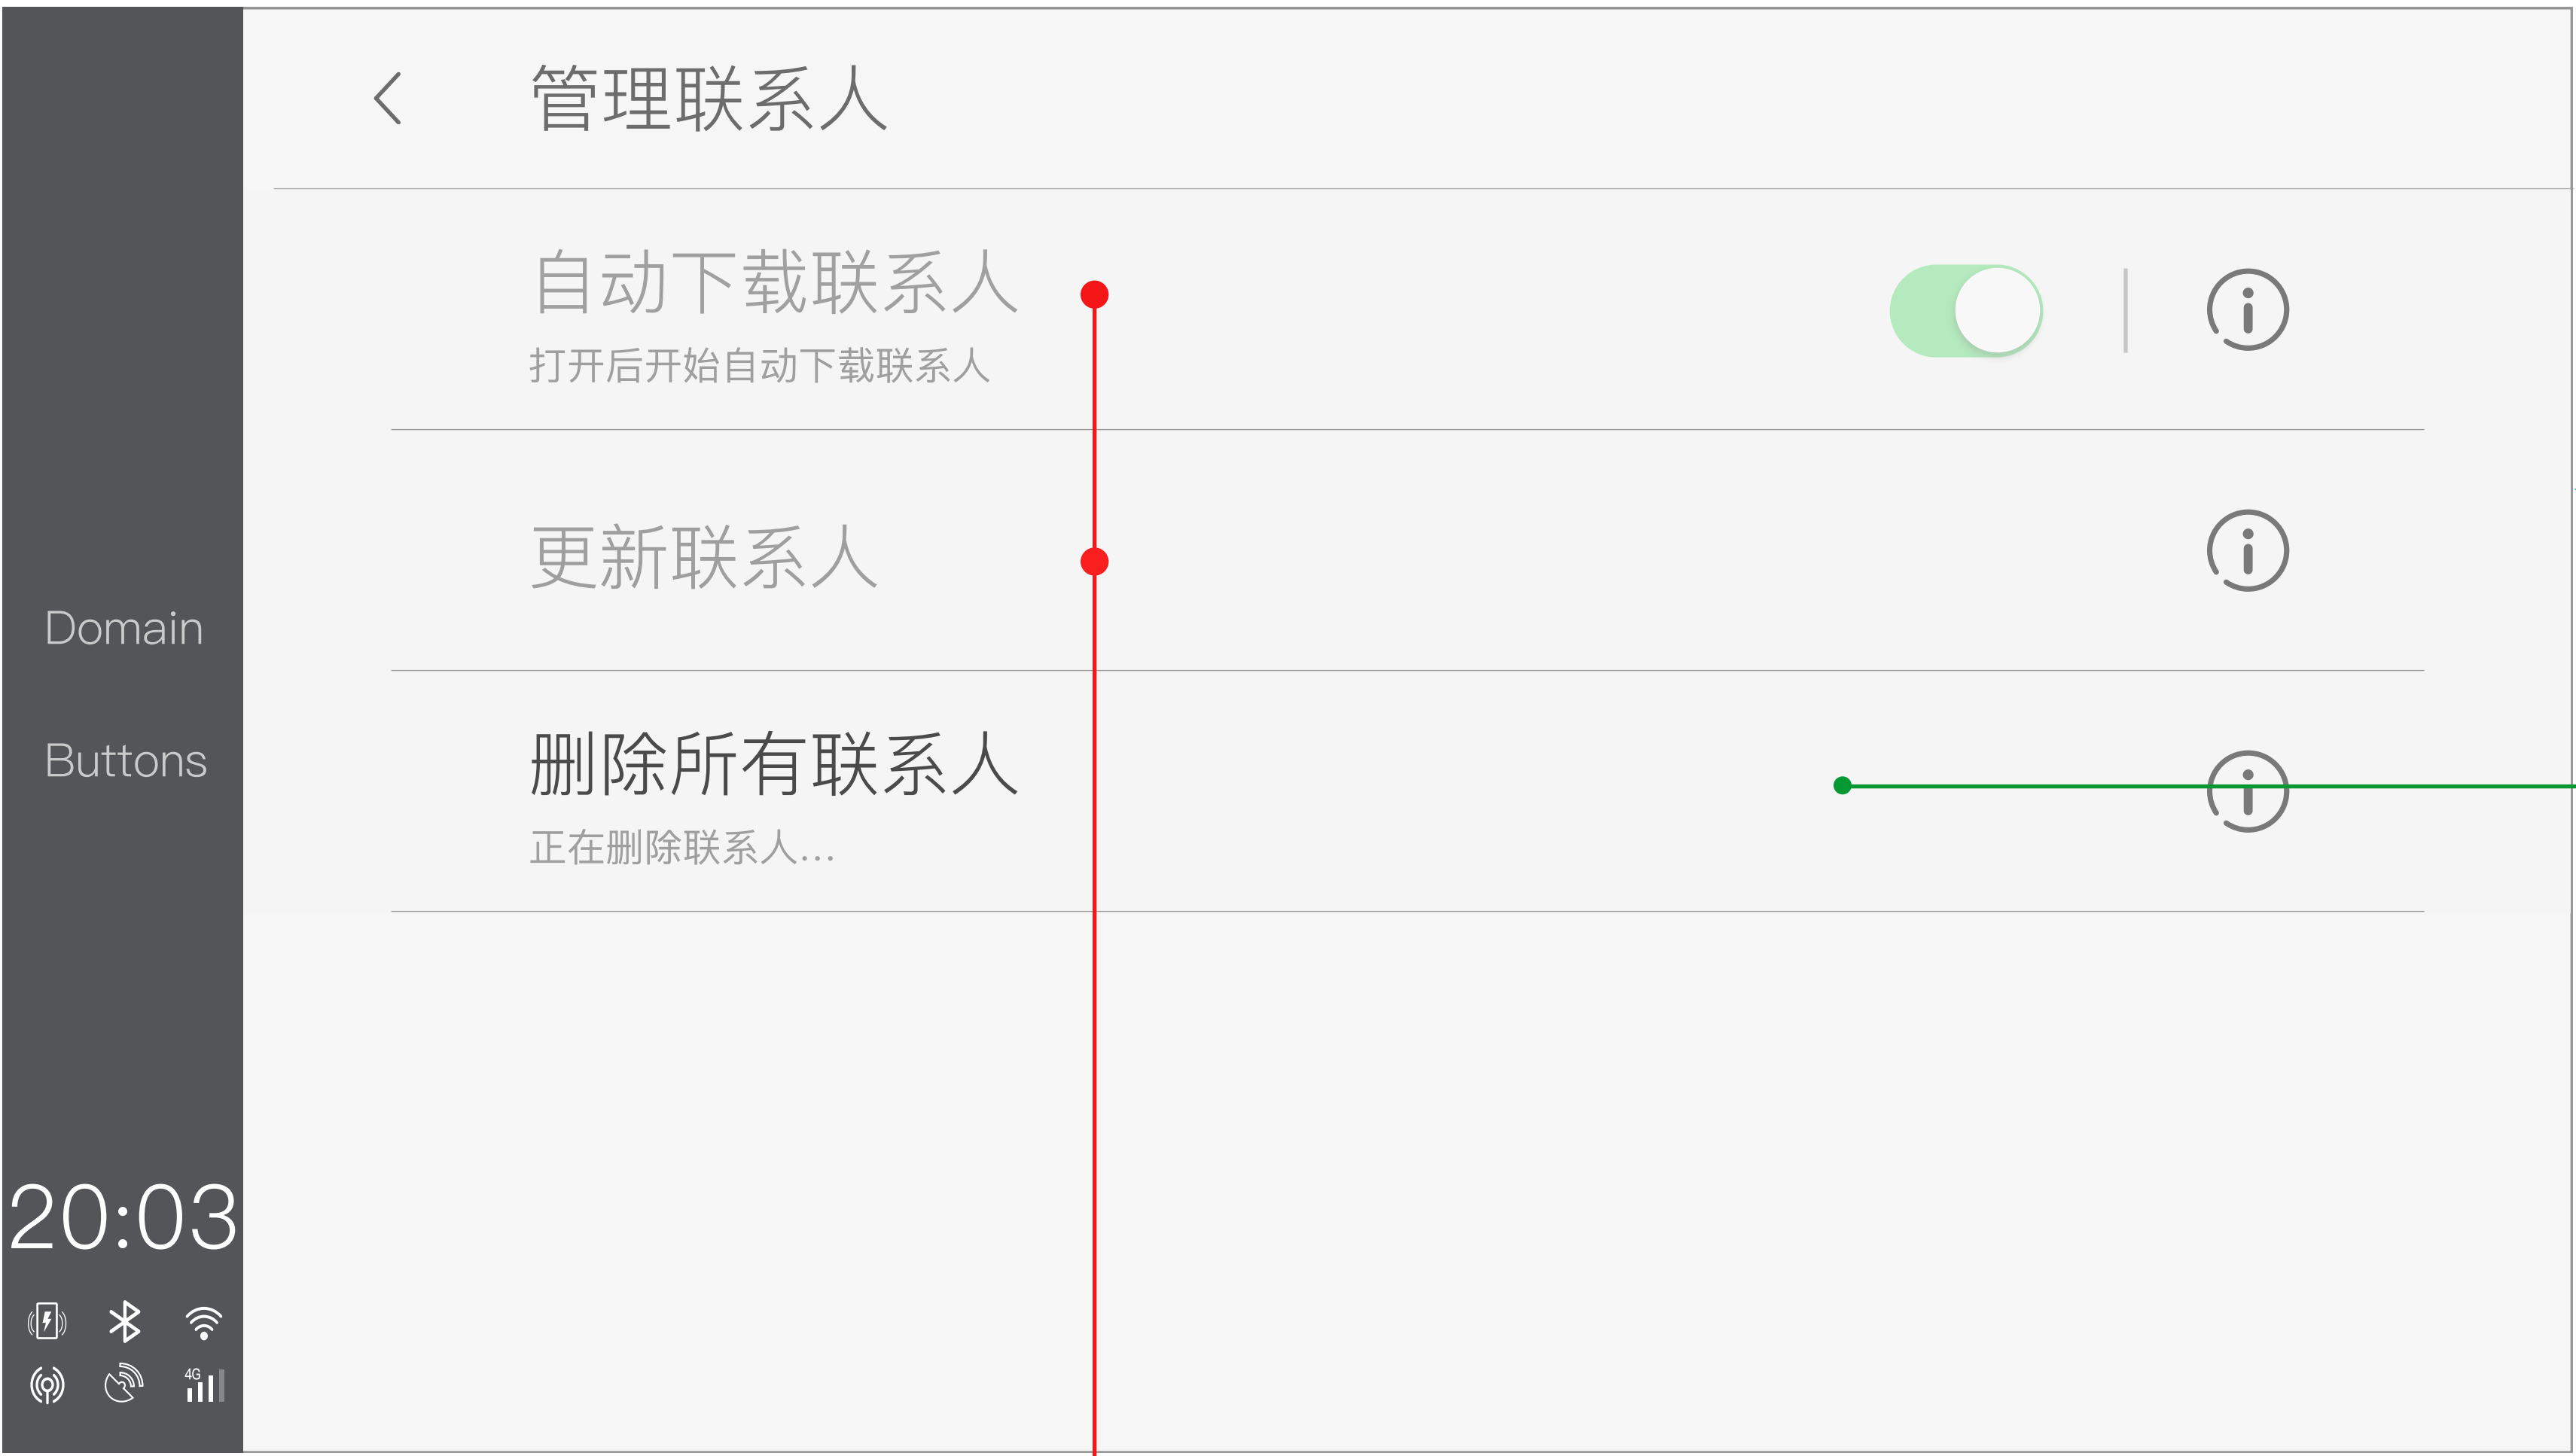 管理联系人
自动下载联系人
打开后开始自动下载联系人
更新联系人
删除所有联系人
正在删除联系人...
Domain
Buttons
20:03
4G